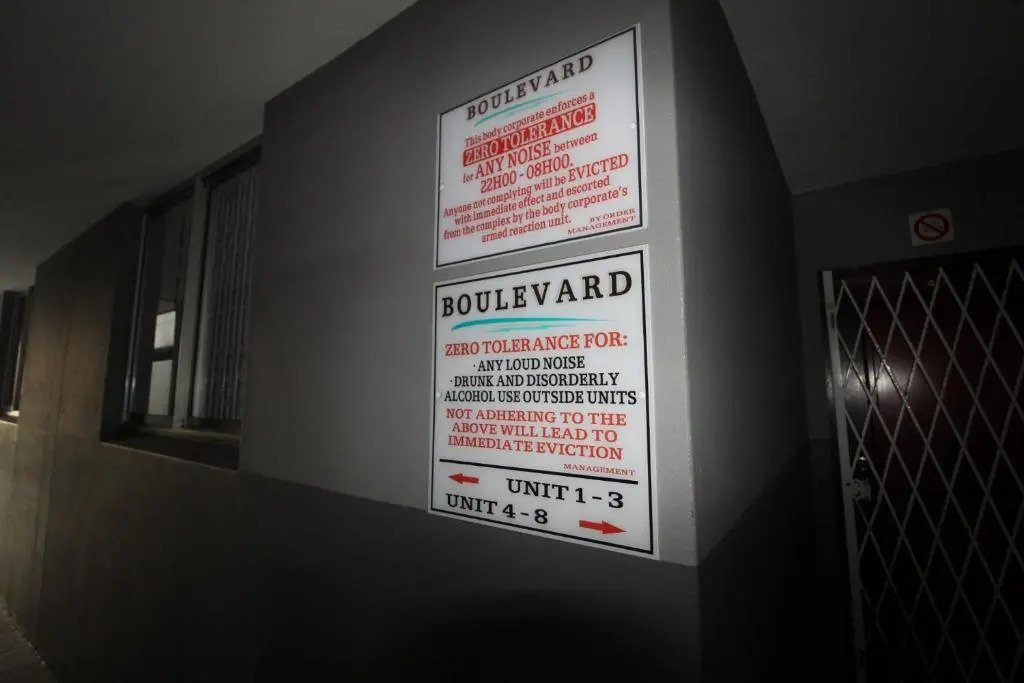 BOULEVARD
This body corporate enforces a
ZERO TOLERANCE
for ANY NOISE between
22H00 - 08H00.
Anyone not complying will be EVICTED
with immediate effect and escorted
from the complex by the body corporate's
armed reaction unit.
BY ORDER
MANAGEMENT
BOULEVARD
ZERO TOLERANCE FOR:
· ANY LOUD NOISE
· DRUNK AND DISORDERLY
ALCOHOL USE OUTSIDE UNITS
NOT ADHERING TO THE
ABOVE WILL LEAD TO
IMMEDIATE EVICTION
MANAGEMENT
UNIT 1 - 3
UNIT 4 - 8